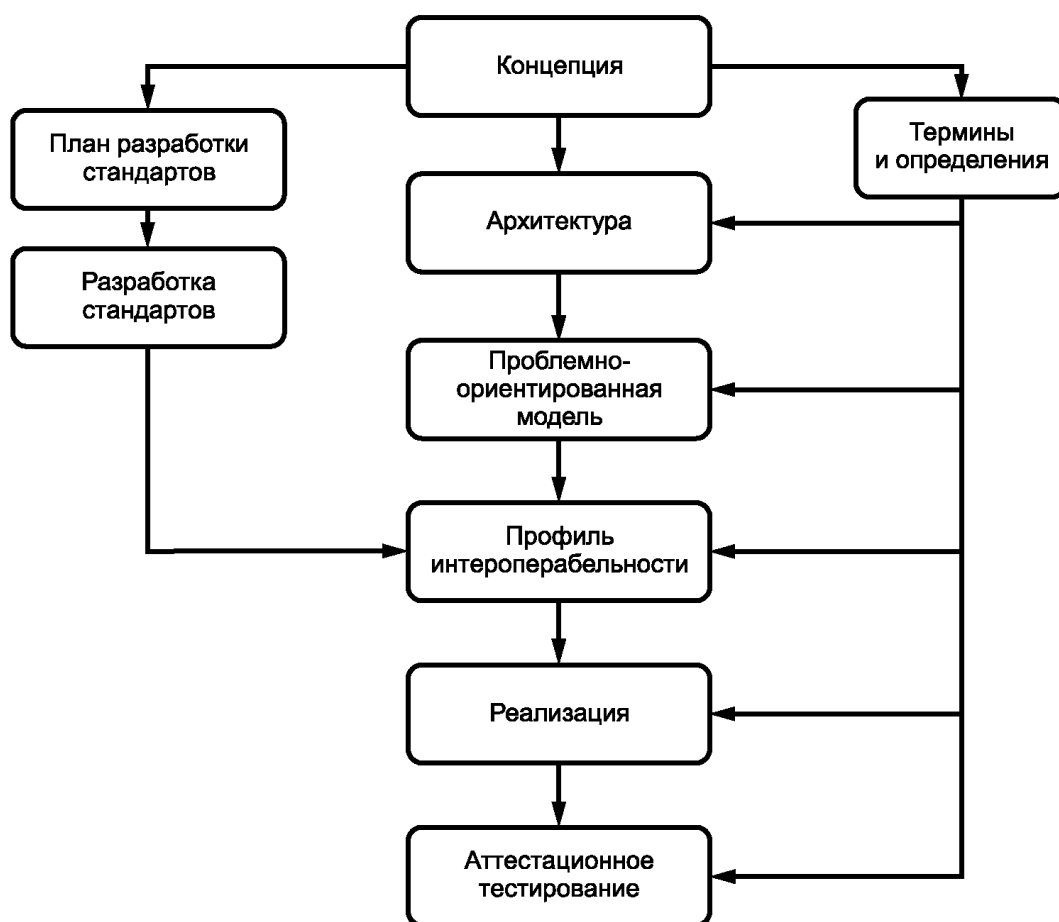 Концепция
План разработки
стандартов
Термины
и определения
Архитектура
Разработка
стандартов
Проблемно-
ориентированная
модель
Профиль
интероперабельности
Реализация
Аттестационное
тестирование